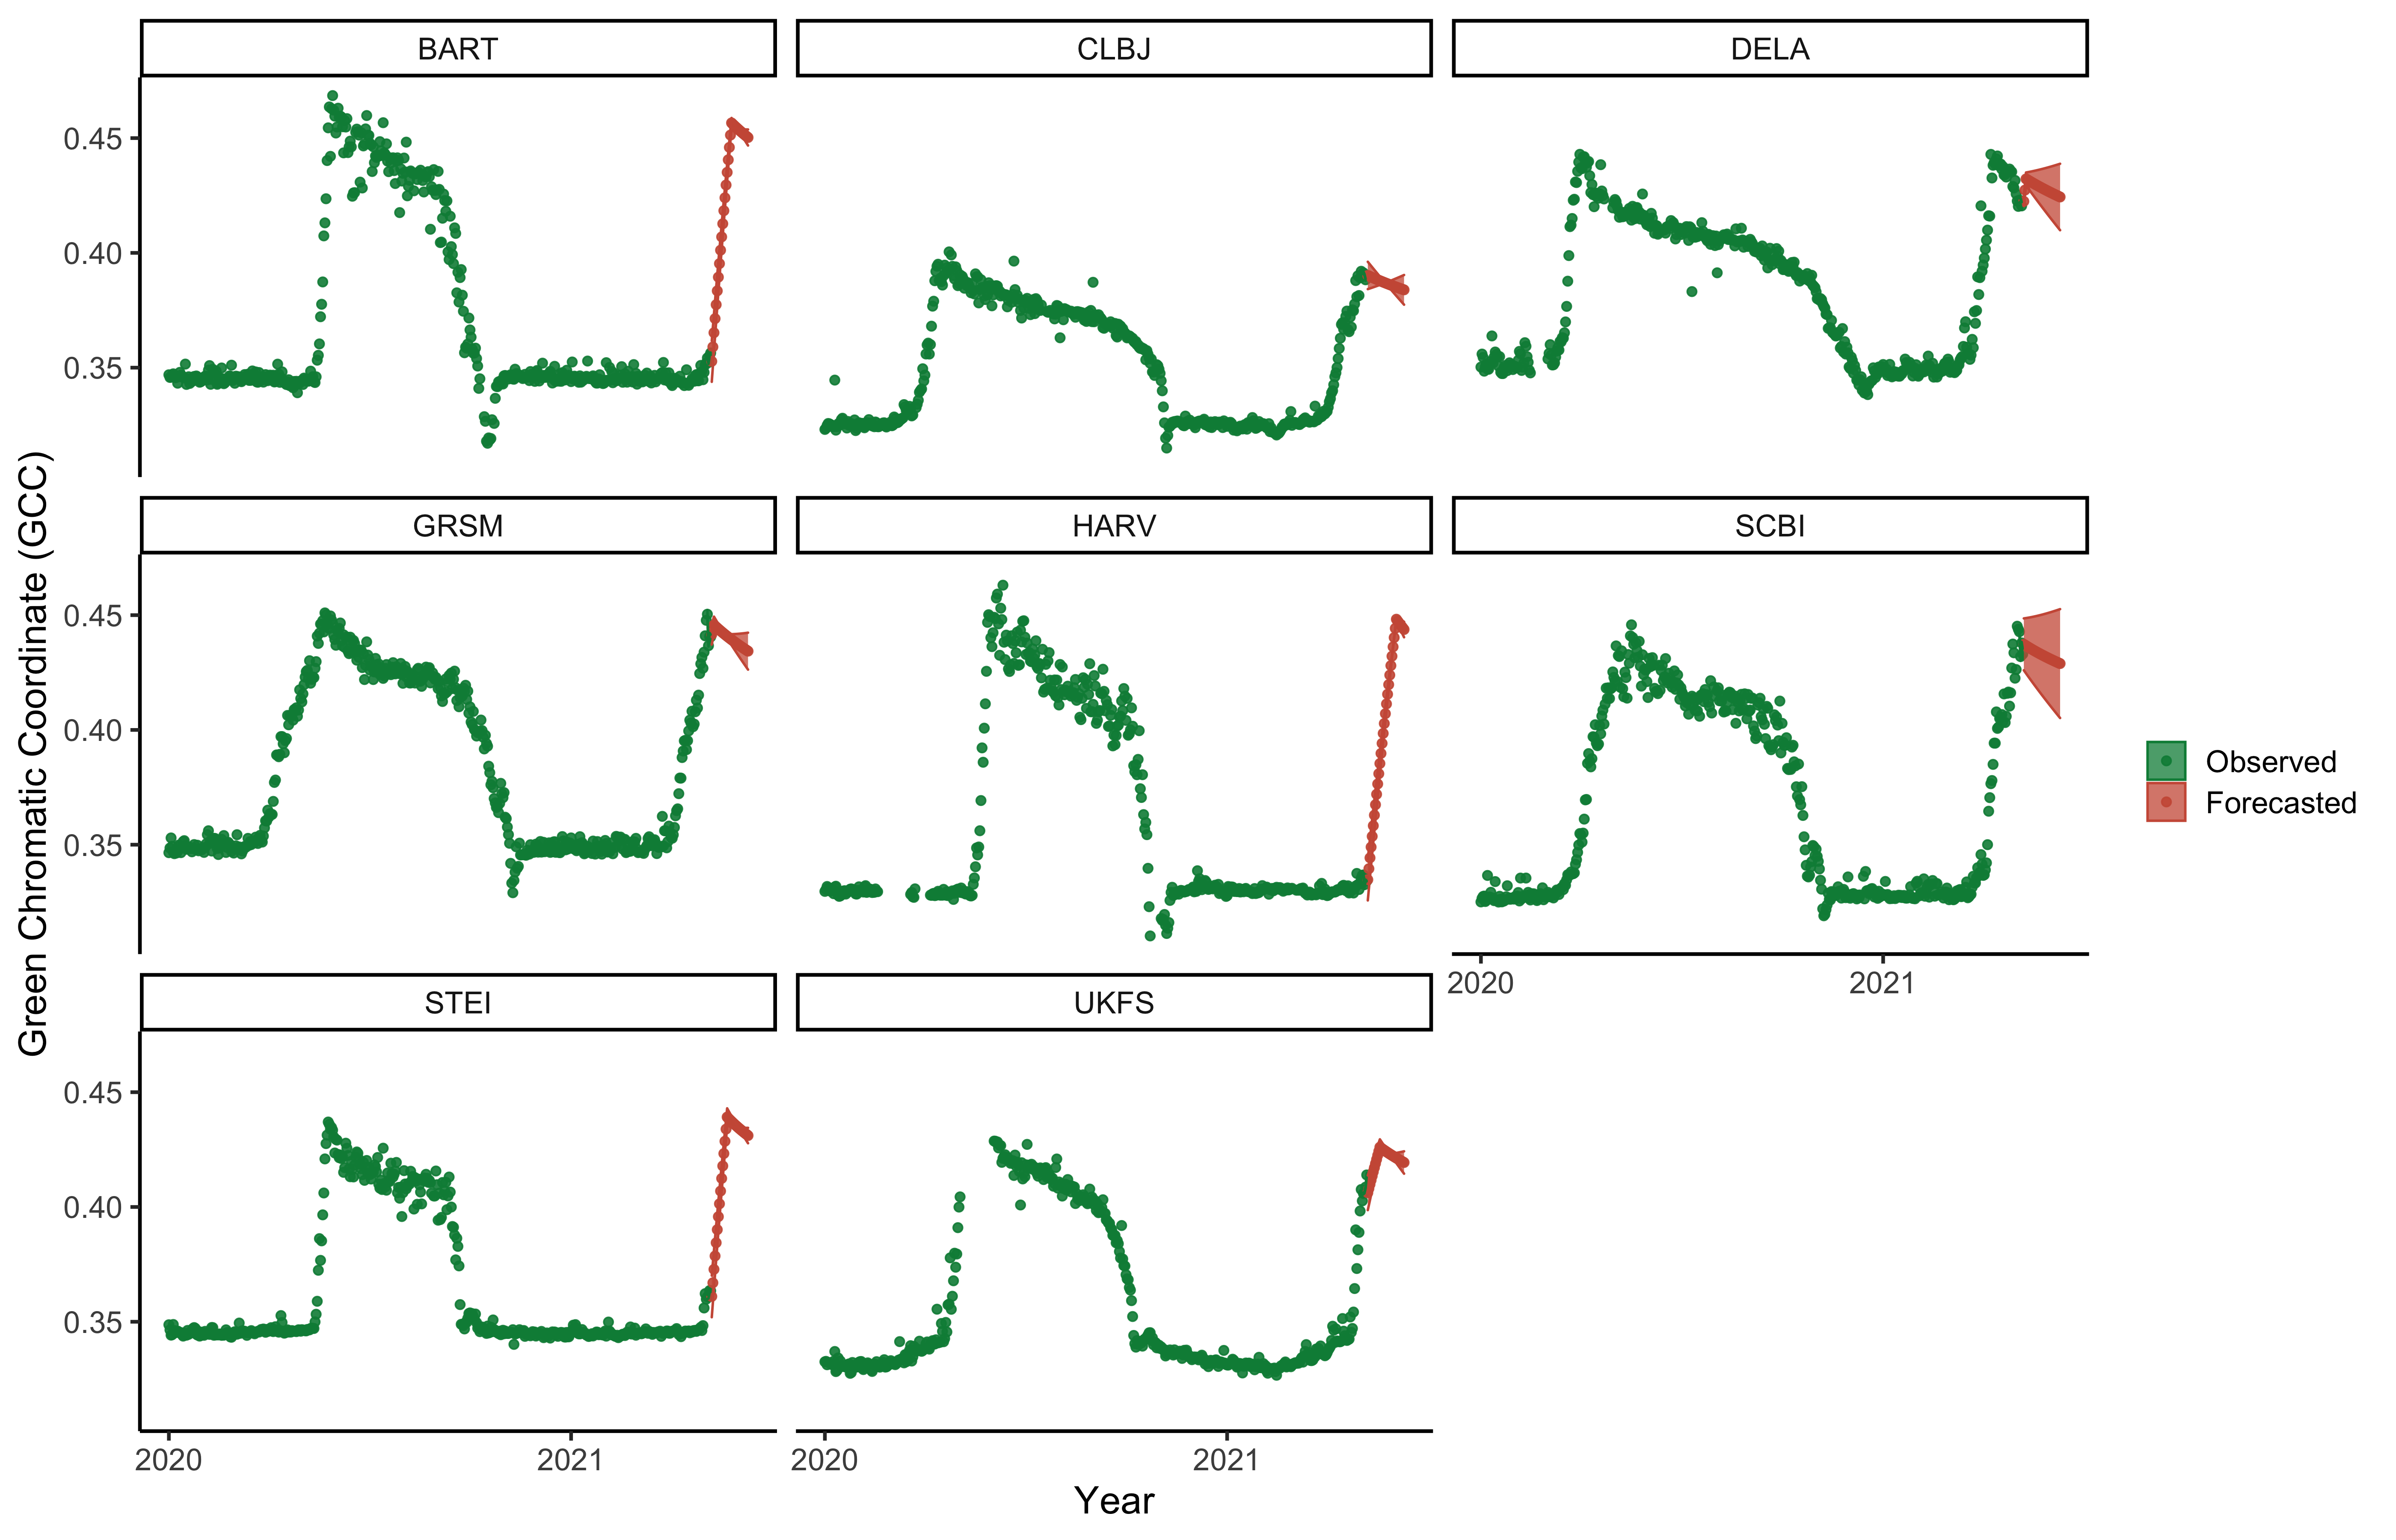 BART
CLBJ
DELA
0.45
0.40
0.35
GRSM
HARV
SCBI
0.45
0.40
0.35
2020
2021
STEI
UKFS
0.45
0.40
0.35
2020
2021
2020
2021
Year
Green Chromatic Coordinate (GCC)
Observed
Forecasted